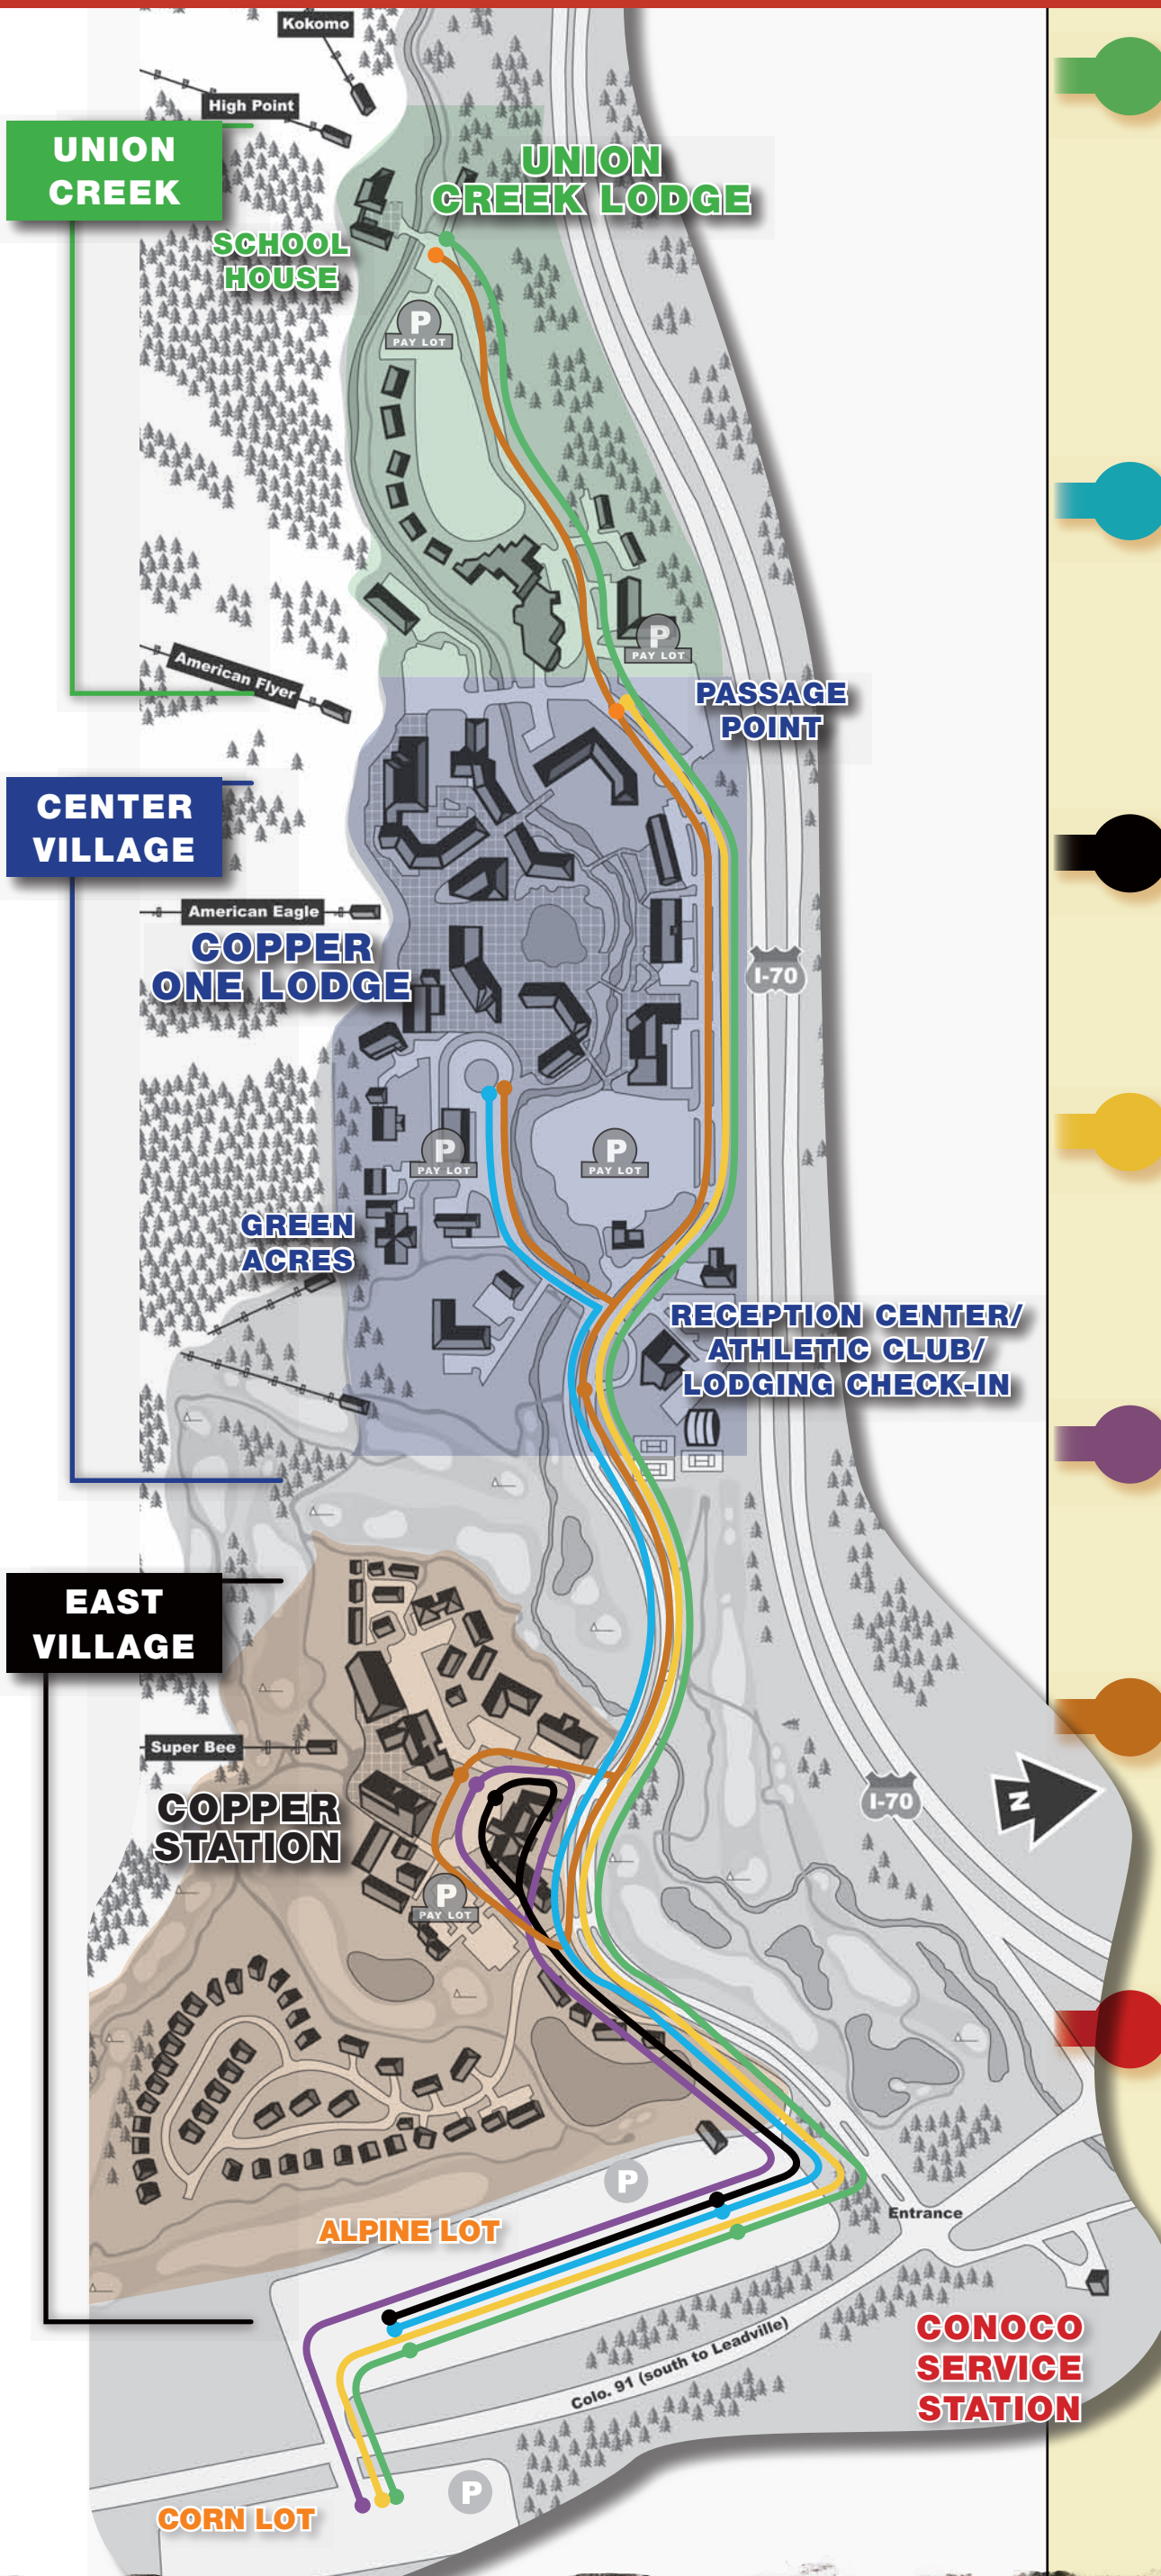 Kokomo
High Point
UNION
CREEK
UNION
CREEK LODGE
SCHOOL
HOUSE
P
PAY LOT
P
PAY LOT
American Flyer
PASSAGE
POINT
CENTER
VILLAGE
American Eagle
COPPER
ONE LODGE
I-70
P
PAY LOT
P
PAY LOT
GREEN
ACRES
RECEPTION CENTER/
ATHLETIC CLUB/
LODGING CHECK-IN
EAST
VILLAGE
Super Bee
COPPER
STATION
I-70
N
P
PAY LOT
P
Entrance
ALPINE LOT
CONOCO
SERVICE
STATION
Colo. 91 (south to Leadville)
P
CORN LOT